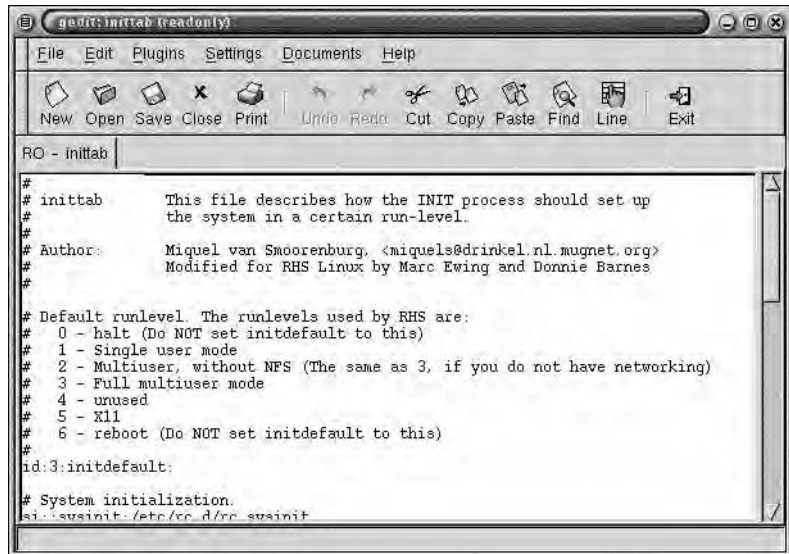 gedit: inittab (readonly)
File Edit Plugins Settings Documents Help
New Open Save Close Print Undo Redo Cut Copy Paste Find Line Exit
RO - inittab
#
# inittab This file describes how the INIT process should set up
# the system in a certain run-level.
#
# Author: Miquel van Smoorenburg, <miquels@drinkel.nl.mugnet.org>
# Modified for RHS Linux by Marc Ewing and Donnie Barnes
#
# Default runlevel. The runlevels used by RHS are:
# 0 - halt (Do NOT set initdefault to this)
# 1 - Single user mode
# 2 - Multiuser, without NFS (The same as 3, if you do not have networking)
# 3 - Full multiuser mode
# 4 - unused
# 5 - X11
# 6 - reboot (Do NOT set initdefault to this)
#
id:3:initdefault:
# System initialization.
si::sysinit:/etc/rc.d/rc.sysinit